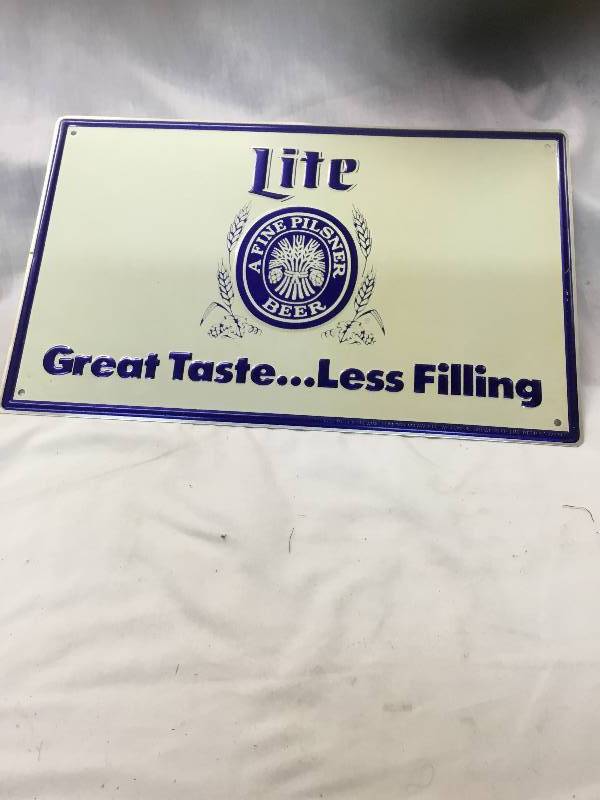 Lite
A FINE PILSNER
BEER
Great Taste...Less Filling